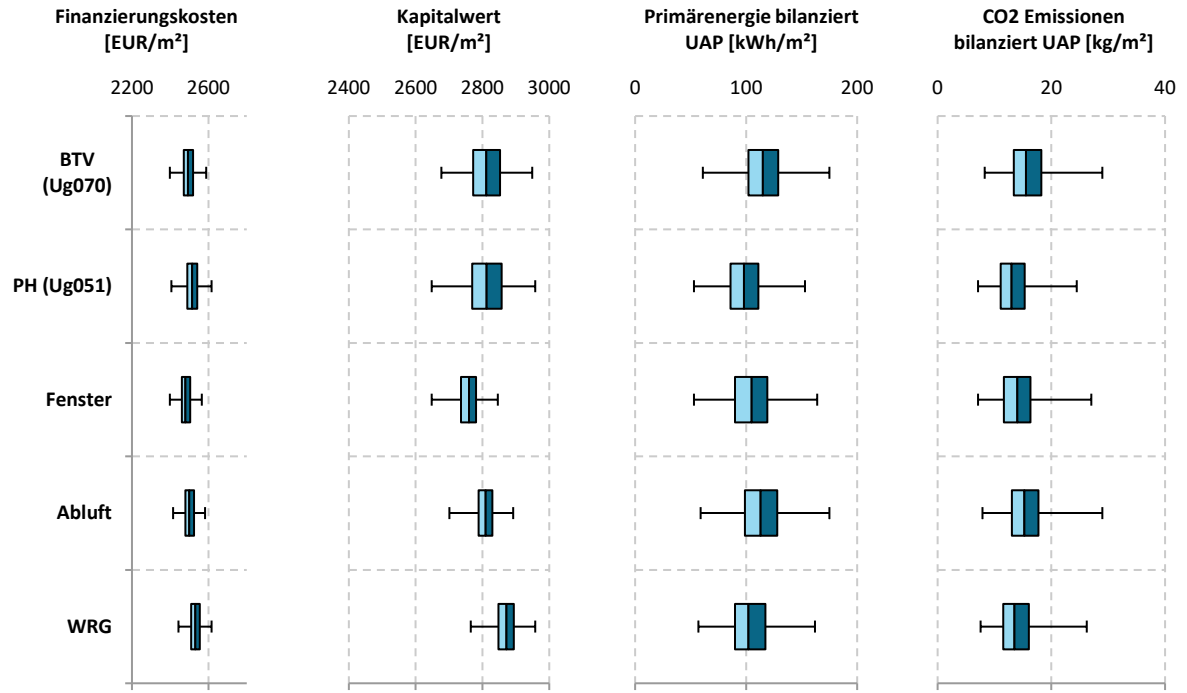 Finanzierungskosten
[EUR/m²]
Kapitalwert
[EUR/m²]
Primärenergie bilanziert
UAP [kWh/m²]
CO2 Emissionen
bilanziert UAP [kg/m²]
2200 2600
2400 2600 2800 3000
0 100 200
0 20 40
BTV
(Ug070)
PH (Ug051)
Fenster
Abluft
WRG